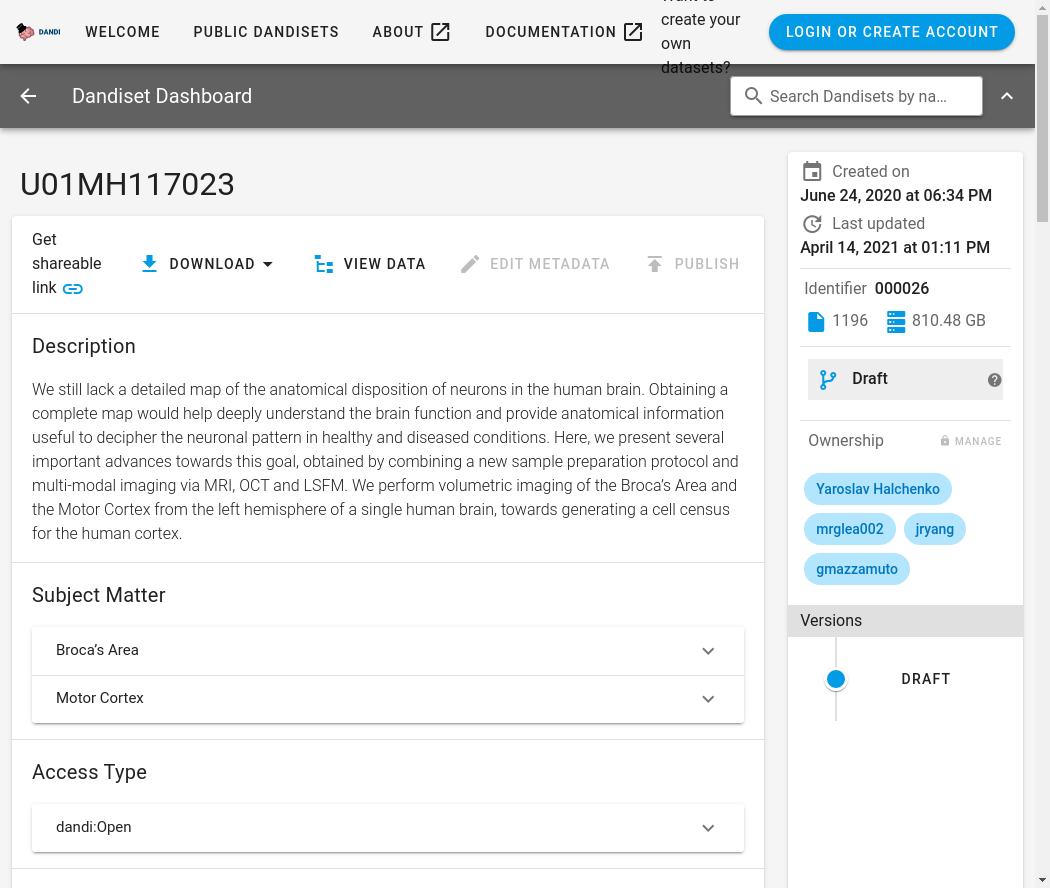 DANDI
WELCOME
PUBLIC DANDISETS
ABOUT
DOCUMENTATION
create your
own
datasets?
LOGIN OR CREATE ACCOUNT
Dandiset Dashboard
Search Dandisets by na…
U01MH117023
Get
shareable
link
DOWNLOAD
VIEW DATA
EDIT METADATA
PUBLISH
Description
We still lack a detailed map of the anatomical disposition of neurons in the human brain. Obtaining a
complete map would help deeply understand the brain function and provide anatomical information
useful to decipher the neuronal pattern in healthy and diseased conditions. Here, we present several
important advances towards this goal, obtained by combining a new sample preparation protocol and
multi-modal imaging via MRI, OCT and LSFM. We perform volumetric imaging of the Broca’s Area and
the Motor Cortex from the left hemisphere of a single human brain, towards generating a cell census
for the human cortex.
Subject Matter
Broca’s Area
Motor Cortex
Access Type
dandi:Open
Created on
June 24, 2020 at 06:34 PM
Last updated
April 14, 2021 at 01:11 PM
Identifier 000026
1196 810.48 GB
Draft
Ownership MANAGE
Yaroslav Halchenko
mrglea002 jryang
gmazzamuto
Versions
DRAFT